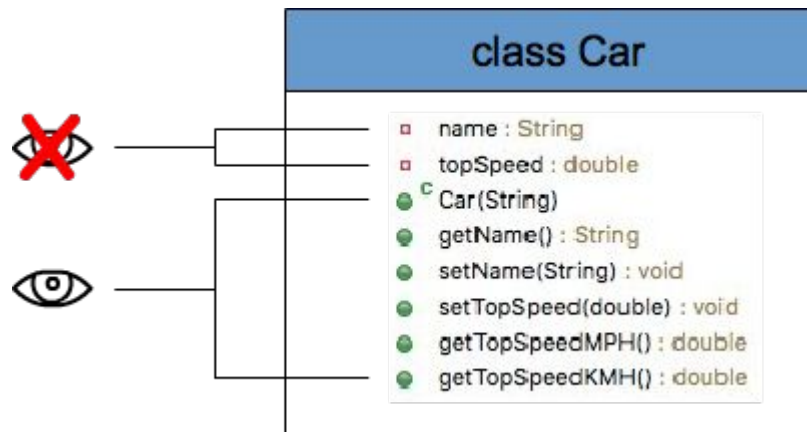 class Car
name : String
topSpeed : double
C Car(String)
getName() : String
setName(String) : void
setTopSpeed(double) : void
getTopSpeedMPH() : double
getTopSpeedKMH() : double